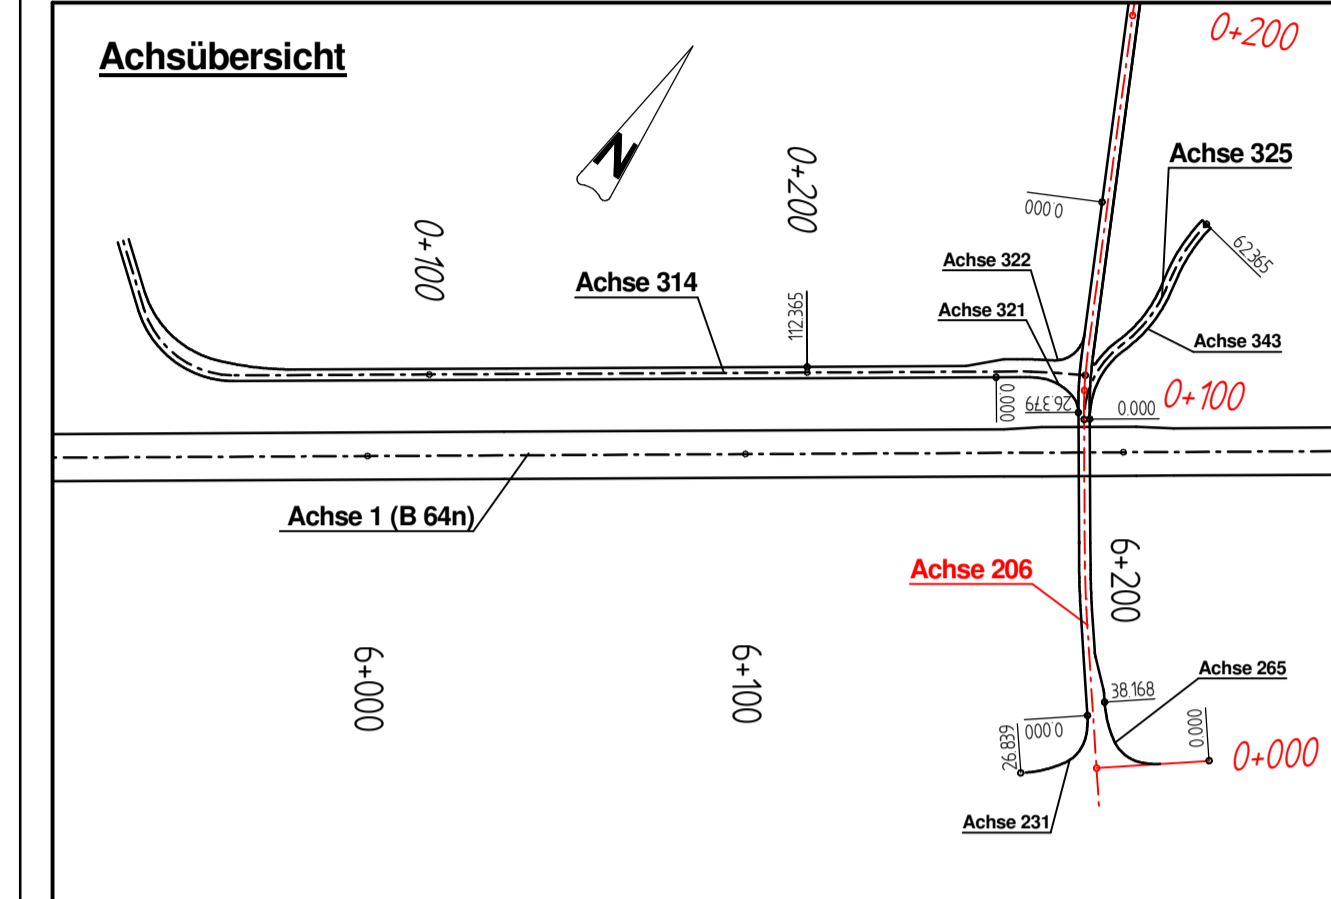 Achsübersicht
0+200
N
Achse 325
0+200
0.000
0+100
Achse 322
62.365
Achse 314
Achse 321
112.365
Achse 343
0.000
26.379
0.000
0+100
Achse 1 (B 64n)
6+200
Achse 206
6+000
6+100
Achse 265
38.168
0.000
0.000
26.839
0+000
Achse 231